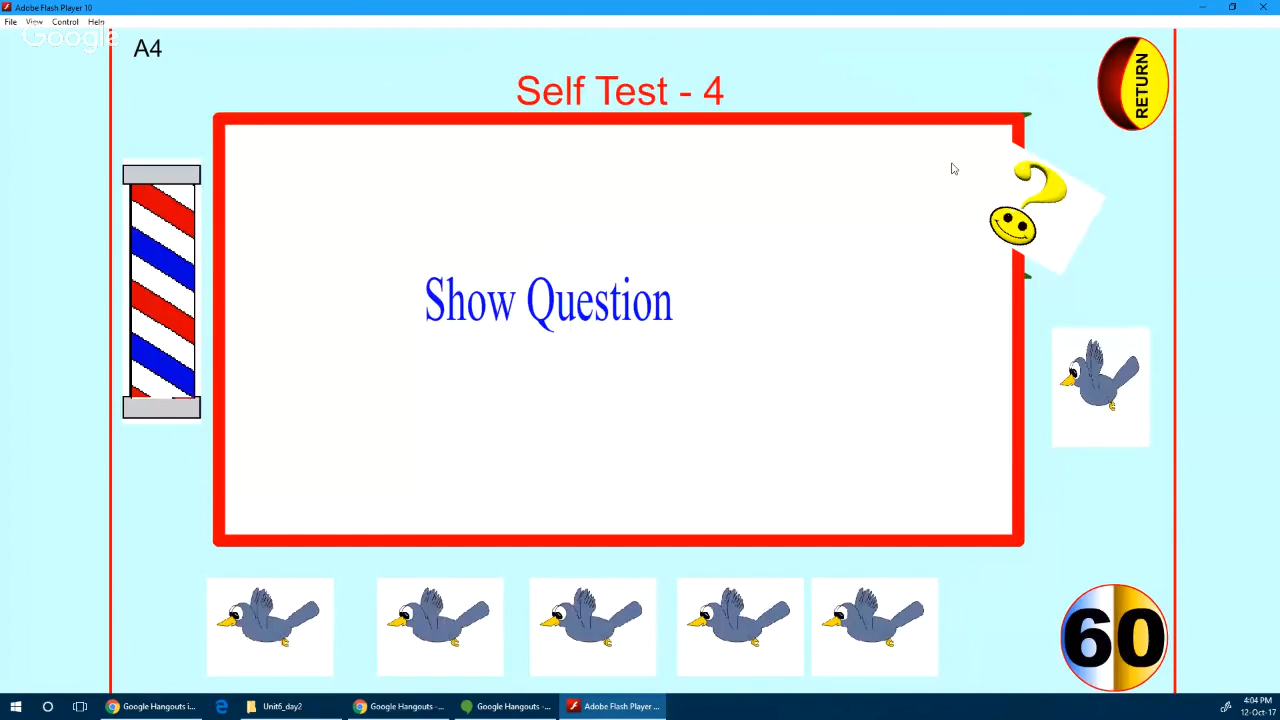 Adobe Flash Player 10
File View Control Help
Google
A4
Self Test - 4
RETURN
Show Question
60
Google Hangouts i...
Unit6_day2
Google Hangouts -...
Google Hangouts -...
Adobe Flash Player ...
4:04 PM
12-Oct-17